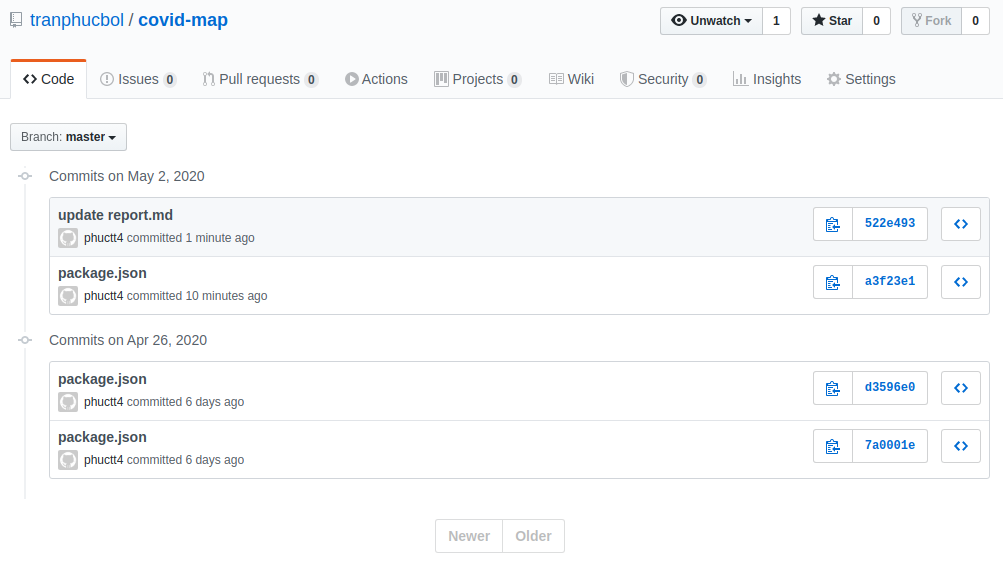 tranphucbol / covid-map
Unwatch 1 Star 0 Fork 0
Code Issues 0 Pull requests 0 Actions Projects 0 Wiki Security 0 Insights Settings
Branch: master
Commits on May 2, 2020
update report.md
phuctt4 committed 1 minute ago
522e493
package.json
phuctt4 committed 10 minutes ago
a3f23e1
Commits on Apr 26, 2020
package.json
phuctt4 committed 6 days ago
d3596e0
package.json
phuctt4 committed 6 days ago
7a0001e
Newer Older